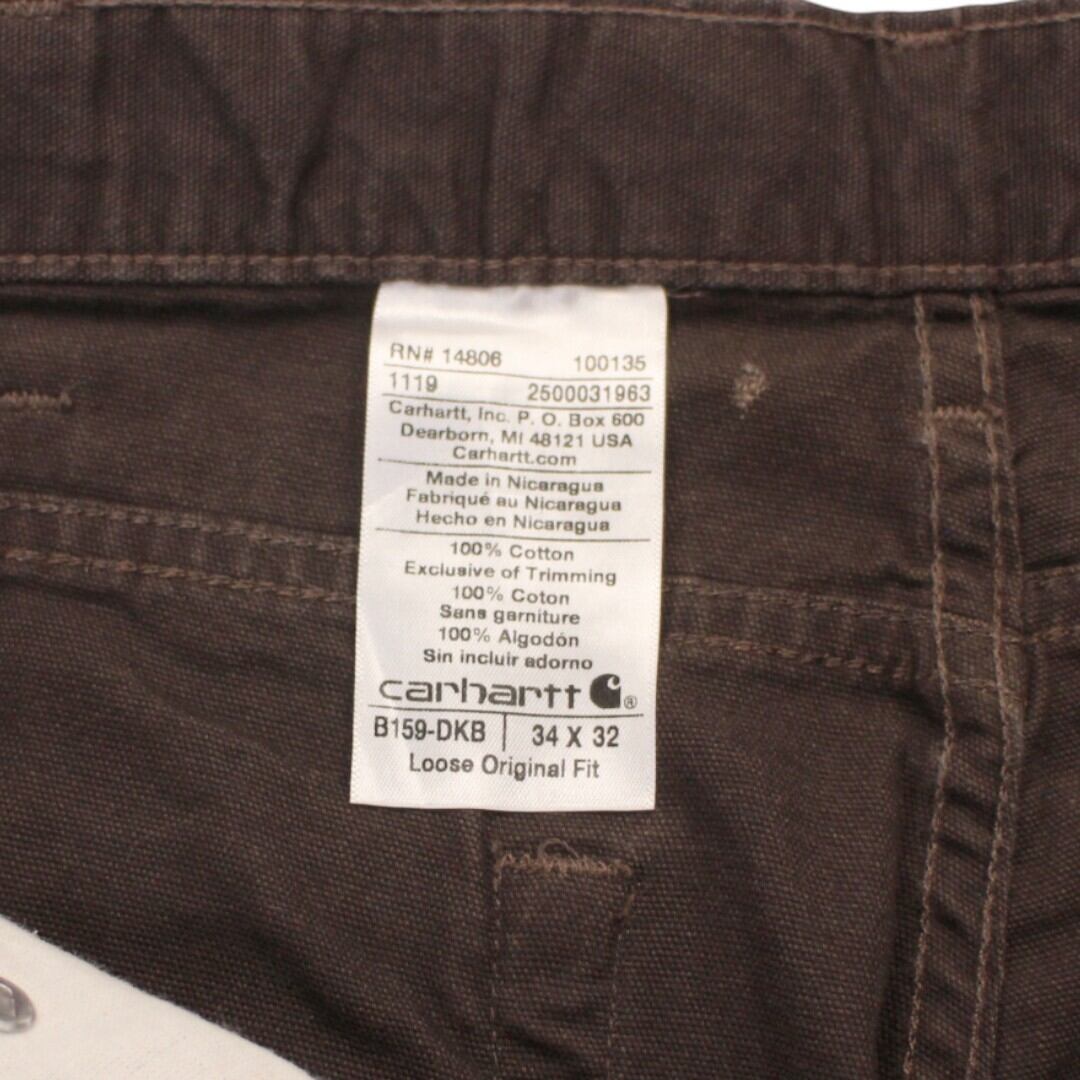 RN# 14806 100135
1119 2500031963
Carhartt, Inc. P. O. Box 600
Dearborn, MI 48121 USA
Carhartt.com
Made in Nicaragua
Fabriqué au Nicaragua
Hecho en Nicaragua
100% Cotton
Exclusive of Trimming
100% Coton
Sans garniture
100% Algodón
Sin incluir adorno
carhartt ®
B159-DKB | 34 X 32
Loose Original Fit